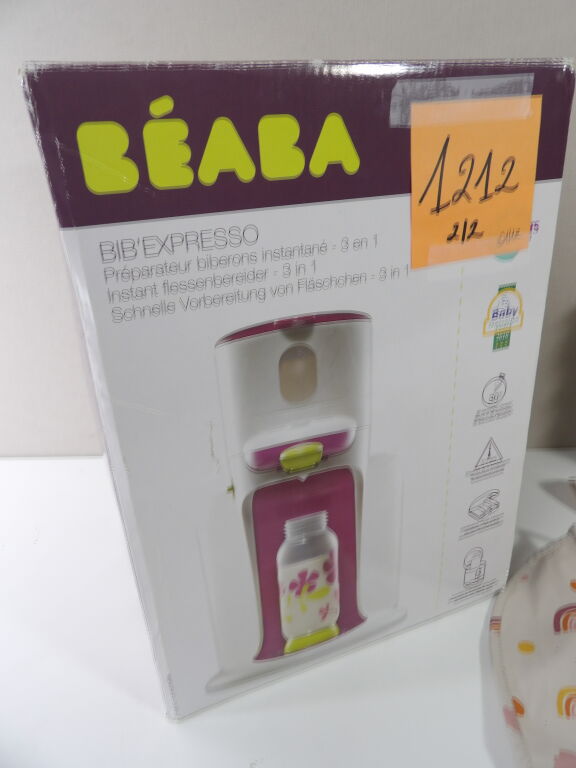 BÉABA
1212
2/2
BIB'EXPRESSO
Préparateur biberons instantané - 3 en 1
Instant flessenbereider - 3 in 1
Schnelle Vorbereitung von Fläschchen - 3 in 1
Baby